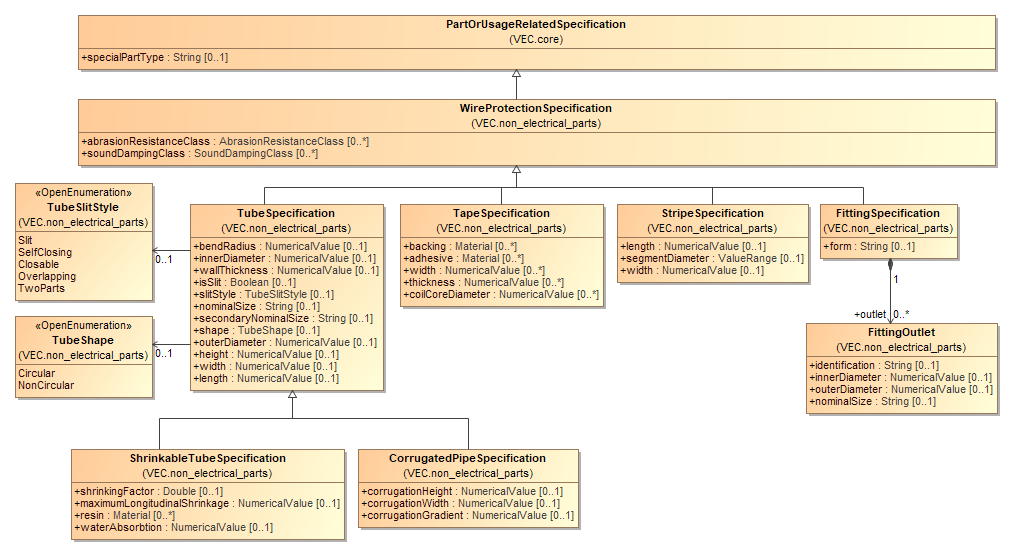 PartOrUsageRelatedSpecification
(VEC.core)
+specialPartType : String [0..1]
WireProtectionSpecification
(VEC.non_electrical_parts)
+abrasionResistanceClass : AbrasionResistanceClass [0..*]
+soundDampingClass : SoundDampingClass [0..*]
«OpenEnumeration»
TubeSlitStyle
(VEC.non_electrical_parts)
Slit
SelfClosing
Closable
Overlapping
TwoParts
0..1
«OpenEnumeration»
TubeShape
(VEC.non_electrical_parts)
Circular
NonCircular
0..1
TubeSpecification
(VEC.non_electrical_parts)
+bendRadius : NumericalValue [0..1]
+innerDiameter : NumericalValue [0..1]
+wallThickness : NumericalValue [0..1]
+isSlit : Boolean [0..1]
+slitStyle : TubeSlitStyle [0..1]
+nominalSize : String [0..1]
+secondaryNominalSize : String [0..1]
+shape : TubeShape [0..1]
+outerDiameter : NumericalValue [0..1]
+height : NumericalValue [0..1]
+width : NumericalValue [0..1]
+length : NumericalValue [0..1]
TapeSpecification
(VEC.non_electrical_parts)
+backing : Material [0..*]
+adhesive : Material [0..*]
+width : NumericalValue [0..*]
+thickness : NumericalValue [0..*]
+coilCoreDiameter : NumericalValue [0..*]
StripeSpecification
(VEC.non_electrical_parts)
+length : NumericalValue [0..1]
+segmentDiameter : ValueRange [0..1]
+width : NumericalValue [0..1]
FittingSpecification
(VEC.non_electrical_parts)
+form : String [0..1]
1
+outlet 0..*
FittingOutlet
(VEC.non_electrical_parts)
+identification : String [0..1]
+innerDiameter : NumericalValue [0..1]
+outerDiameter : NumericalValue [0..1]
+nominalSize : String [0..1]
ShrinkableTubeSpecification
(VEC.non_electrical_parts)
+shrinkingFactor : Double [0..1]
+maximumLongitudinalShrinkage : NumericalValue [0..1]
+resin : Material [0..*]
+waterAbsorbtion : NumericalValue [0..1]
CorrugatedPipeSpecification
(VEC.non_electrical_parts)
+corrugationHeight : NumericalValue [0..1]
+corrugationWidth : NumericalValue [0..1]
+corrugationGradient : NumericalValue [0..1]